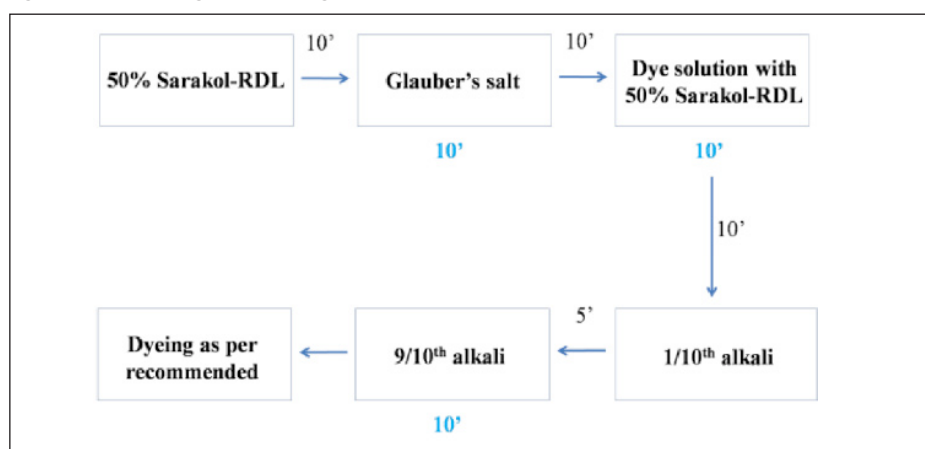 10’
10’
50% Sarakol-RDL
Glauber’s salt
Dye solution with
50% Sarakol-RDL
10’
10’
10’
5’
Dyeing as per
recommended
9/10th alkali
1/10th alkali
10’